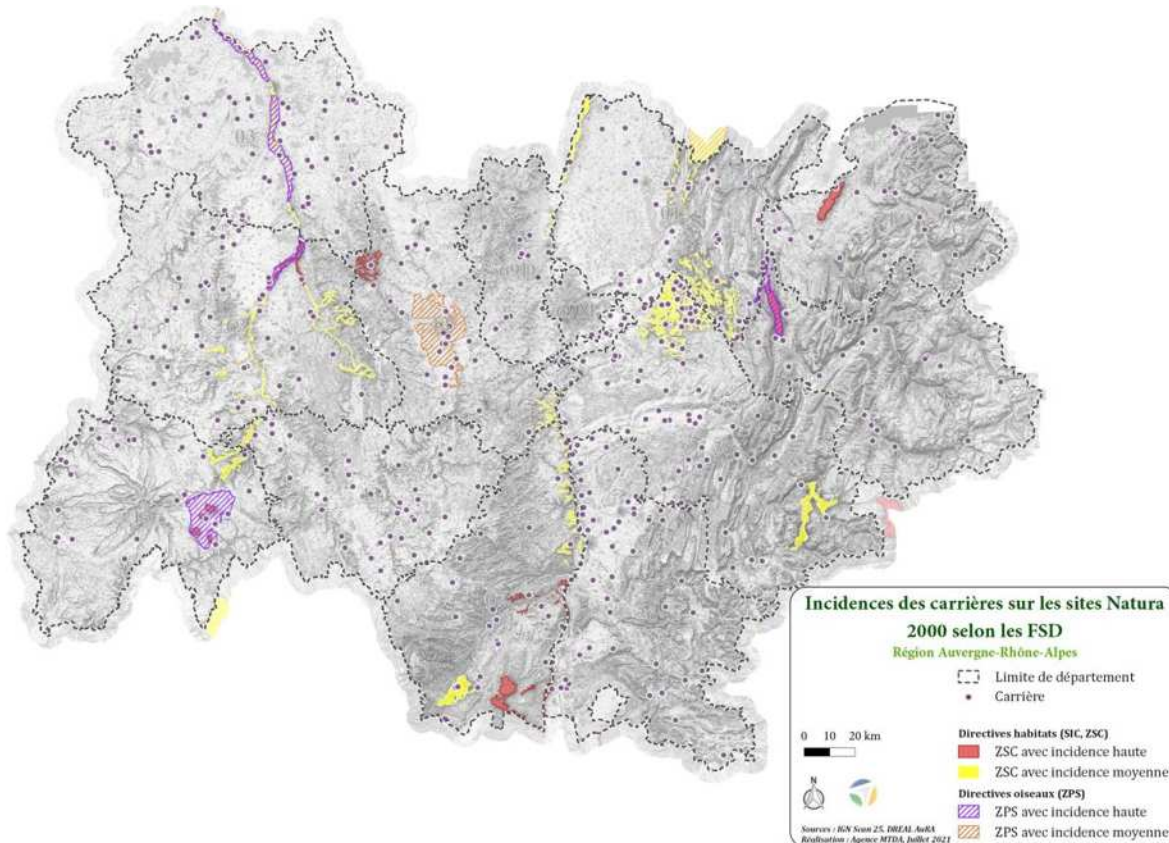 03
Incidences des carrières sur les sites Natura
2000 selon les FSD
Région Auvergne-Rhône-Alpes
Limite de département
Carrière
0 10 20 km
Directives habitats (SIC, ZSC)
ZSC avec incidence haute
ZSC avec incidence moyenne
Directives oiseaux (ZPS)
ZPS avec incidence haute
ZPS avec incidence moyenne
N
Sources : IGN Scan 25, DREAL AuRA
Réalisation : Agence MTDA, Juillet 2021